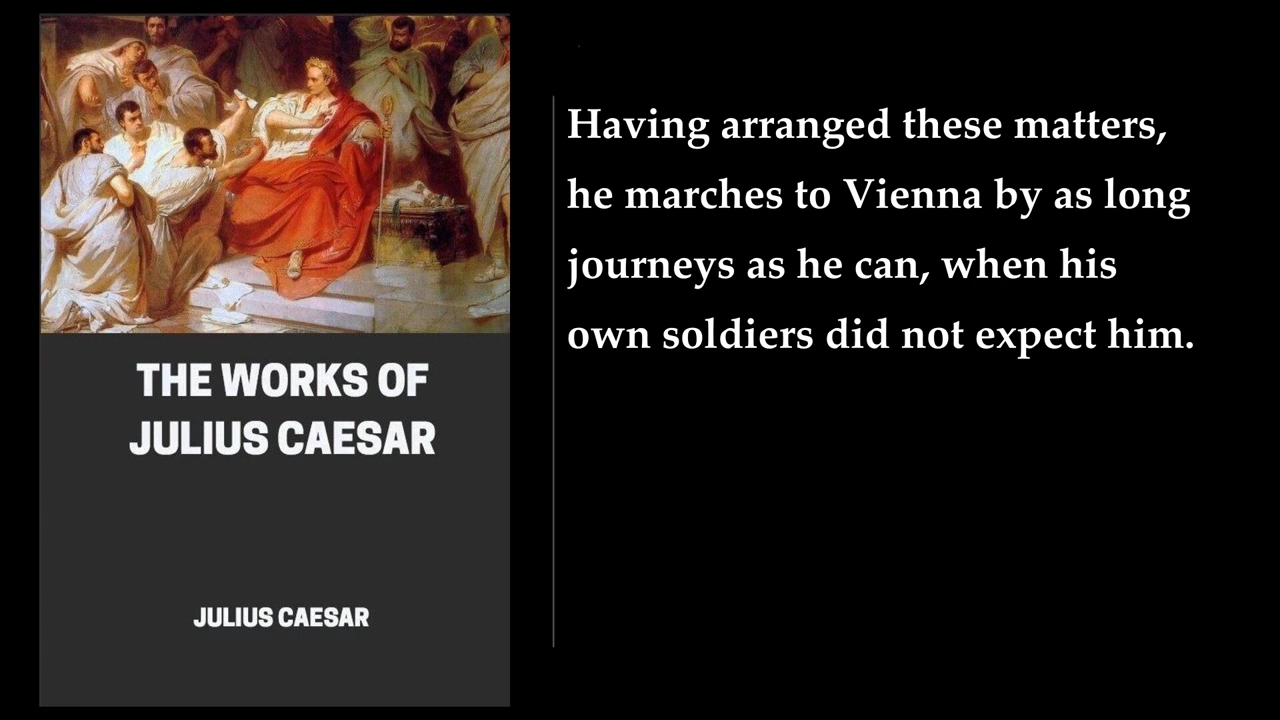 THE WORKS OF
JULIUS CAESAR
JULIUS CAESAR
Having arranged these matters,
he marches to Vienna by as long
journeys as he can, when his
own soldiers did not expect him.